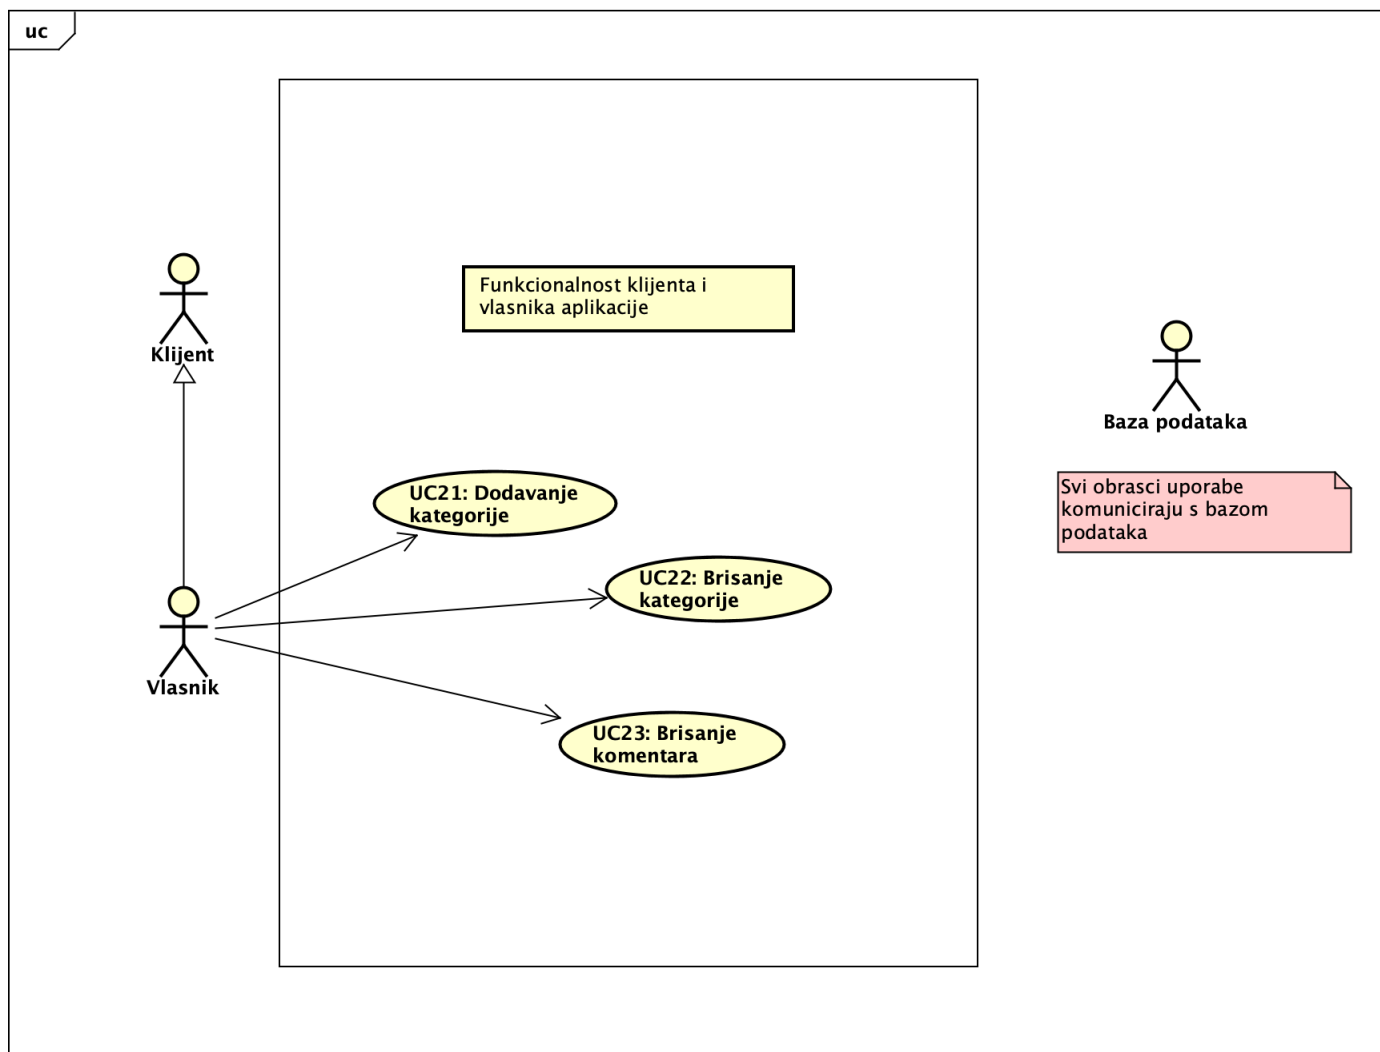 uc
Funkcionalnost klijenta i
vlasnika aplikacije
Klijent
Baza podataka
Svi obrasci uporabe
komuniciraju s bazom
podataka
UC21: Dodavanje
kategorije
UC22: Brisanje
kategorije
Vlasnik
UC23: Brisanje
komentara